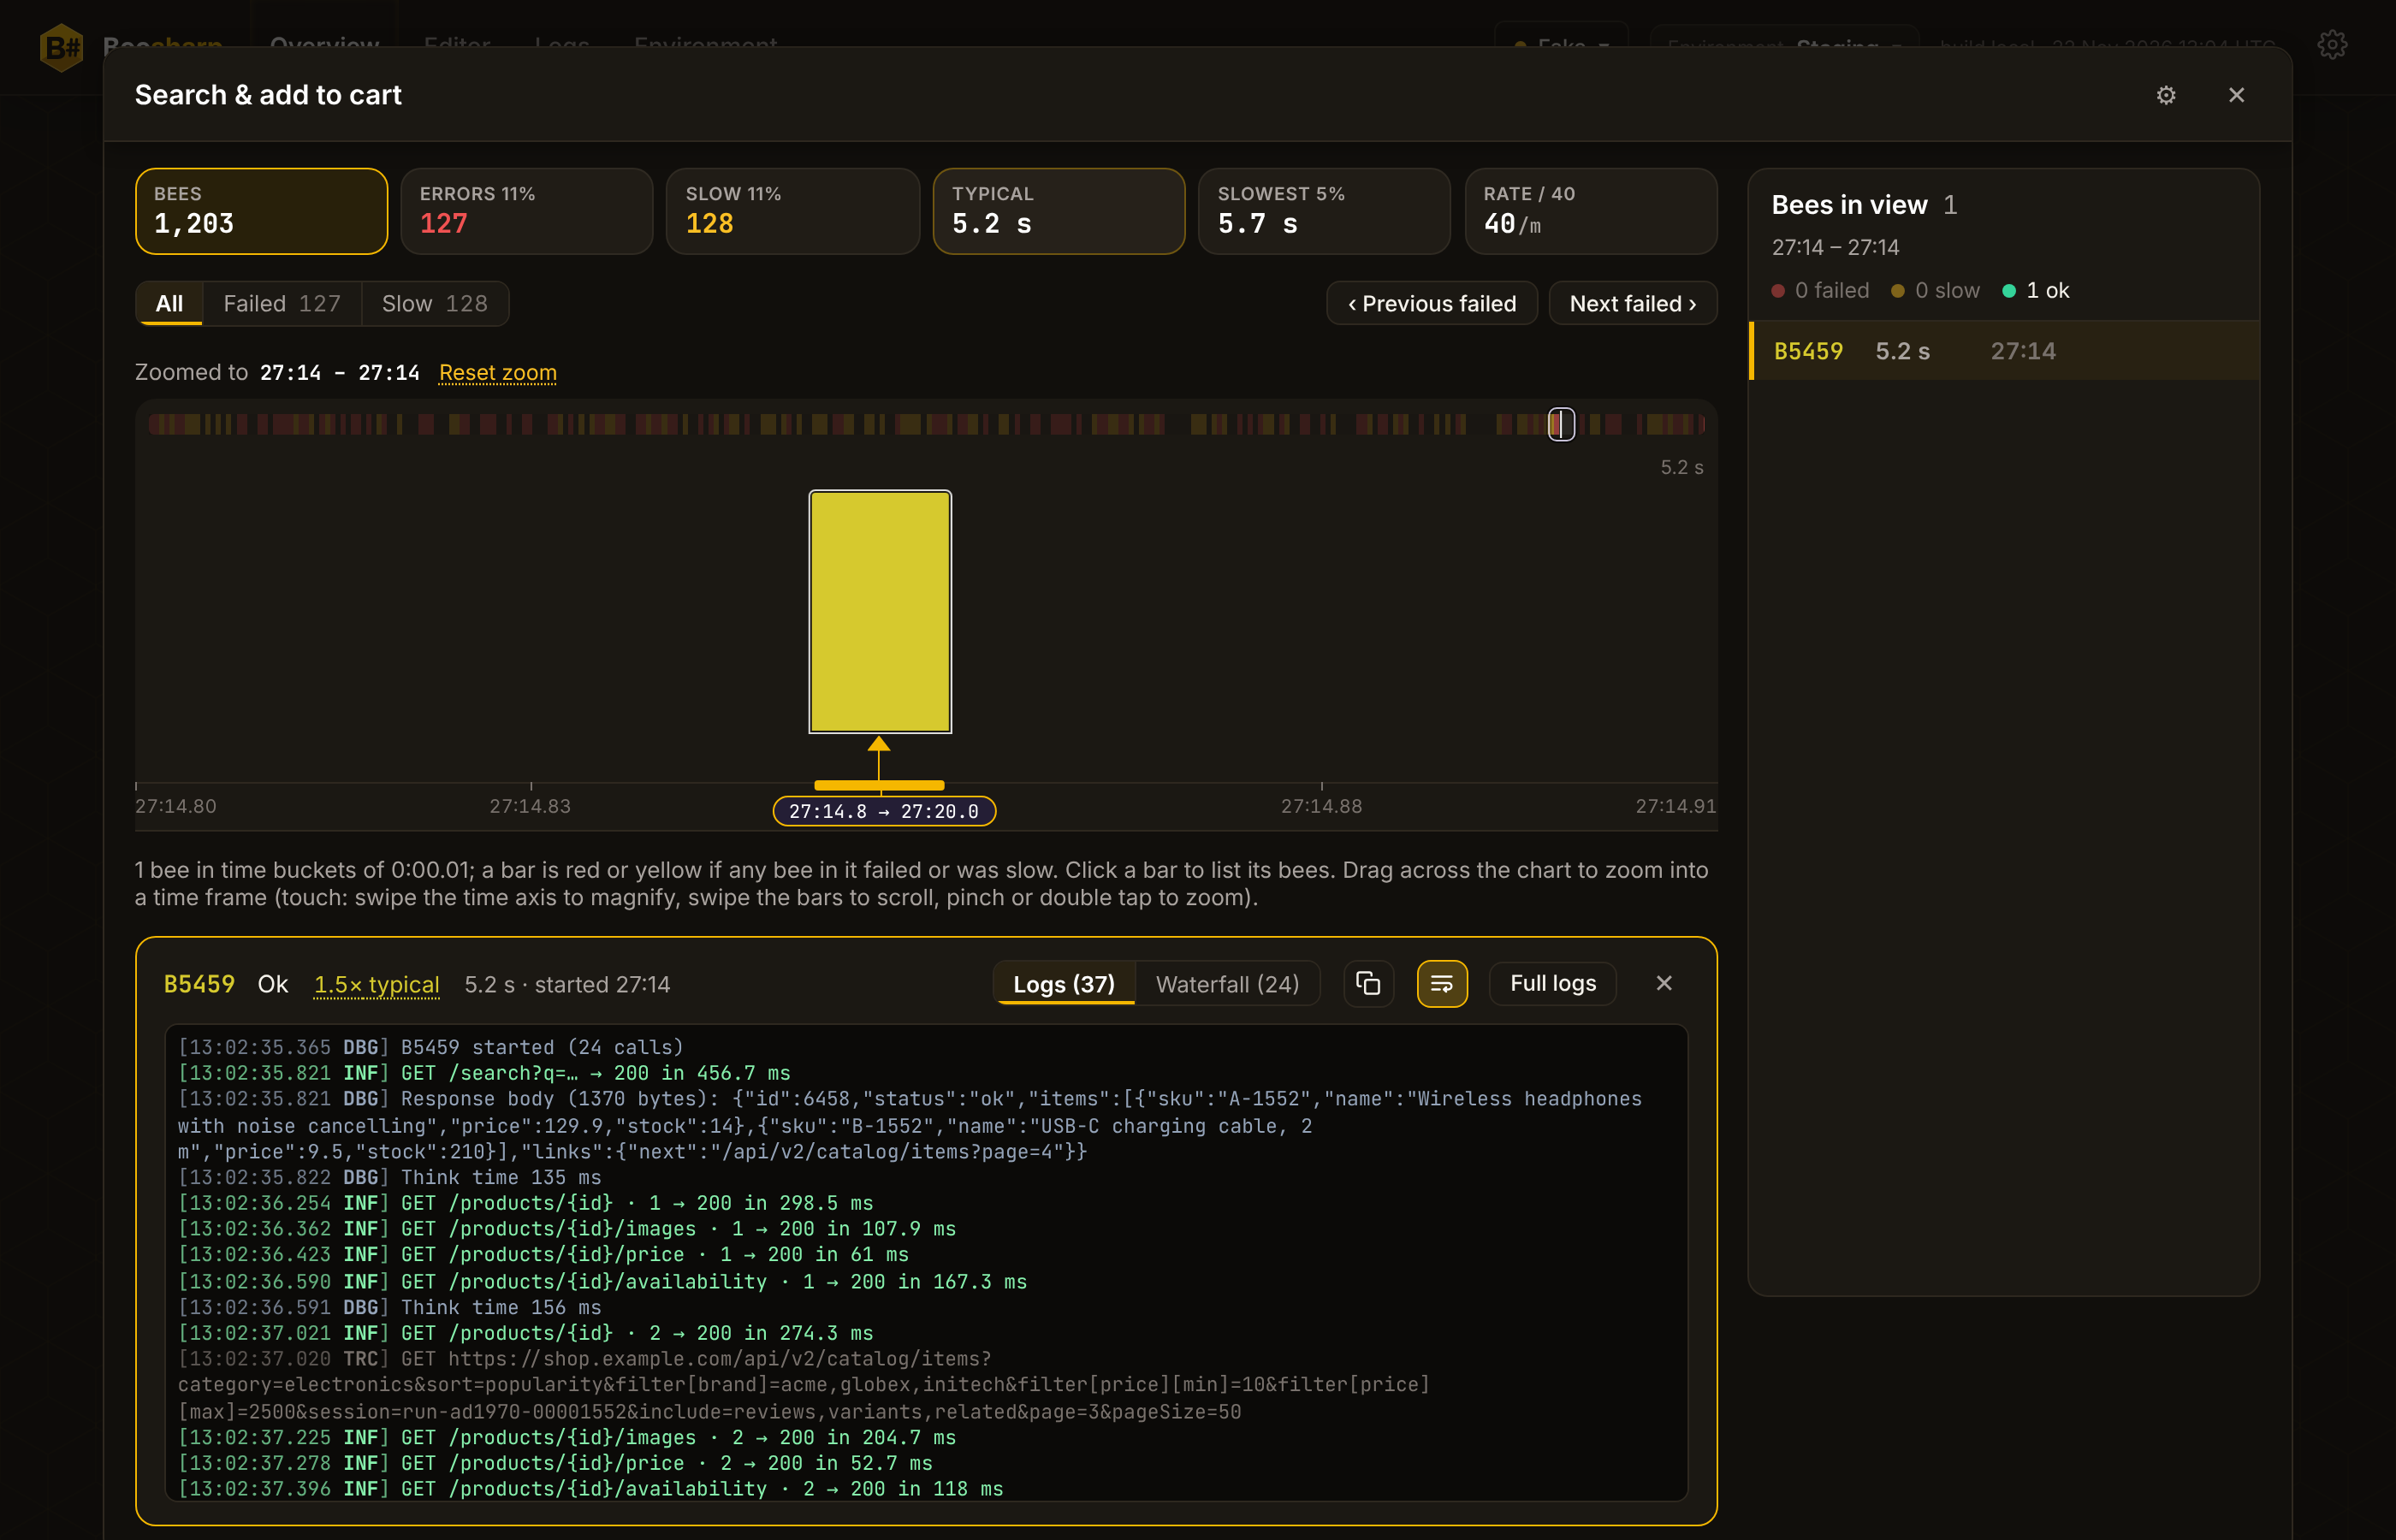 B#
Overview
Search & add to cart
BEES
1,203
ERRORS 11%
127
SLOW 11%
128
TYPICAL
5.2 s
SLOWEST 5%
5.7 s
RATE / 40
40/m
All
Failed 127
Slow 128
‹ Previous failed
Next failed ›
Zoomed to 27:14 – 27:14 Reset zoom
5.2 s
27:14.80
27:14.83
27:14.8 → 27:20.0
27:14.88
27:14.91
1 bee in time buckets of 0:00.01; a bar is red or yellow if any bee in it failed or was slow. Click a bar to list its bees. Drag across the chart to zoom into
a time frame (touch: swipe the time axis to magnify, swipe the bars to scroll, pinch or double tap to zoom).
B5459 Ok 1.5× typical 5.2 s · started 27:14
Logs (37)
Waterfall (24)
Full logs
[13:02:35.365 DBG] B5459 started (24 calls)
[13:02:35.821 INF] GET /search?q=… → 200 in 456.7 ms
[13:02:35.821 DBG] Response body (1370 bytes): {"id":6458,"status":"ok","items":[{"sku":"A-1552","name":"Wireless headphones
with noise cancelling","price":129.9,"stock":14},{"sku":"B-1552","name":"USB-C charging cable, 2
m","price":9.5,"stock":210}],"links":{"next":"/api/v2/catalog/items?page=4"}}
[13:02:35.822 DBG] Think time 135 ms
[13:02:36.254 INF] GET /products/{id} · 1 → 200 in 298.5 ms
[13:02:36.362 INF] GET /products/{id}/images · 1 → 200 in 107.9 ms
[13:02:36.423 INF] GET /products/{id}/price · 1 → 200 in 61 ms
[13:02:36.590 INF] GET /products/{id}/availability · 1 → 200 in 167.3 ms
[13:02:36.591 DBG] Think time 156 ms
[13:02:37.021 INF] GET /products/{id} · 2 → 200 in 274.3 ms
[13:02:37.020 TRC] GET https://shop.example.com/api/v2/catalog/items?
category=electronics&sort=popularity&filter[brand]=acme,globex,initech&filter[price][min]=10&filter[price]
[max]=2500&session=run-ad1970-00001552&include=reviews,variants,related&page=3&pageSize=50
[13:02:37.225 INF] GET /products/{id}/images · 2 → 200 in 204.7 ms
[13:02:37.278 INF] GET /products/{id}/price · 2 → 200 in 52.7 ms
[13:02:37.396 INF] GET /products/{id}/availability · 2 → 200 in 118 ms
Bees in view 1
27:14 – 27:14
0 failed 0 slow 1 ok
B5459 5.2 s 27:14